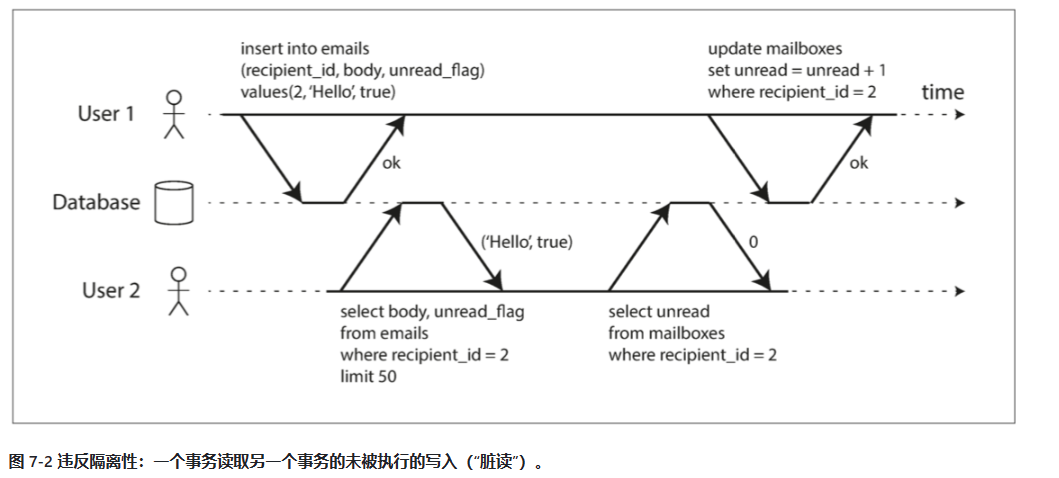 insert into emails
(recipient_id, body, unread_flag)
values(2, ‘Hello’, true)
update mailboxes
set unread = unread + 1
where recipient_id = 2
time
User 1
ok
ok
Database
(‘Hello’, true)
0
User 2
select body, unread_flag
from emails
where recipient_id = 2
limit 50
select unread
from mailboxes
where recipient_id = 2
图 7-2 违反隔离性：一个事务读取另一个事务的未被执行的写入（“脏读”）。